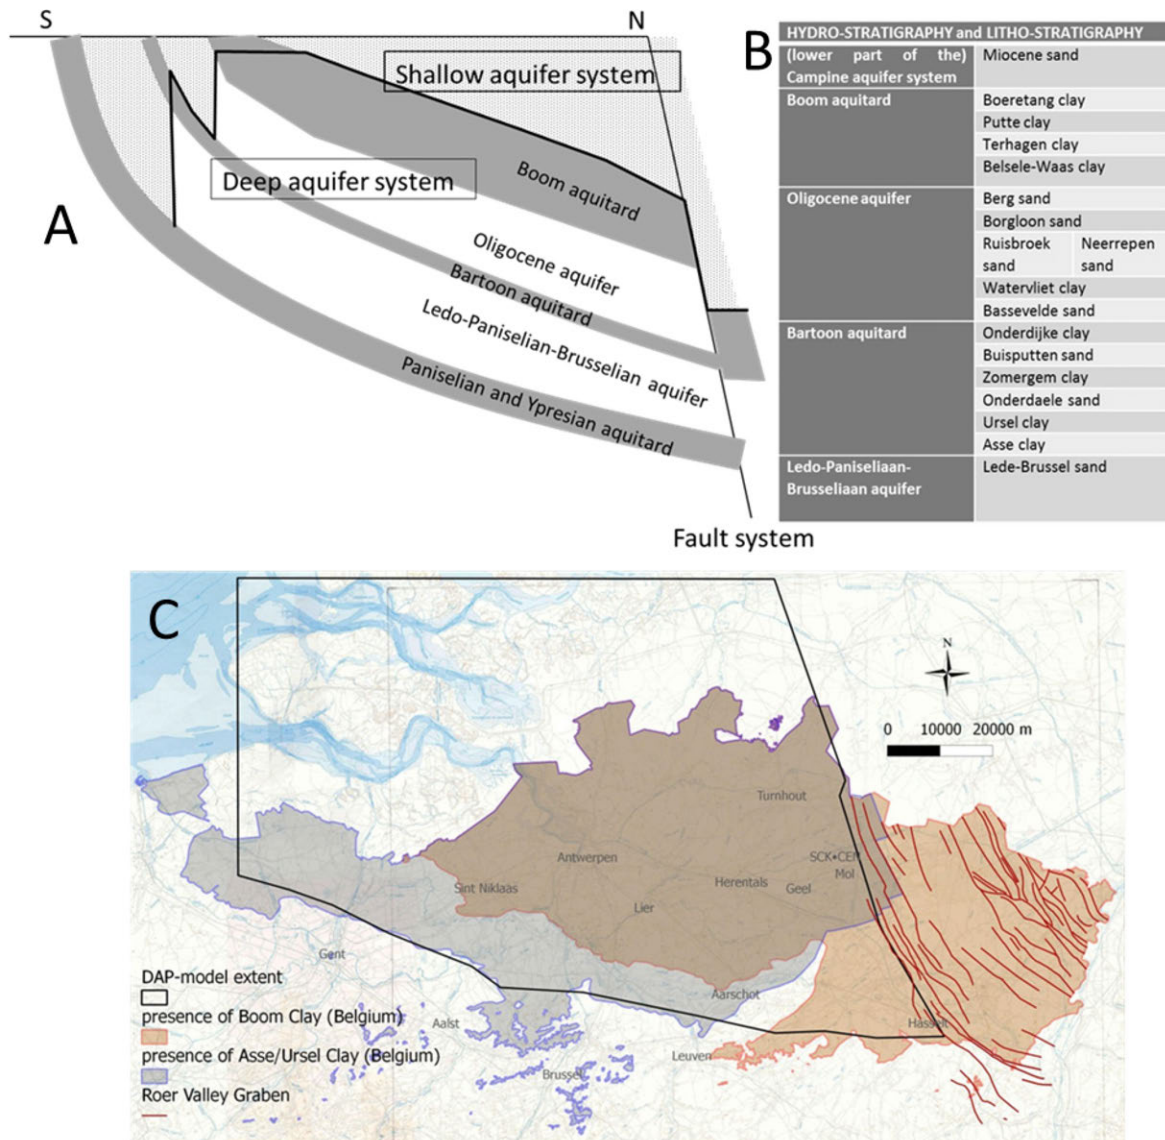 S
N
Shallow aquifer system
Deep aquifer system
A
Boom aquitard
Oligocene aquifer
Bartoon aquitard
Ledo-Paniselian-Brusselian aquifer
Paniselian and Ypresian aquitard
Fault system
B
HYDRO-STRATIGRAPHY and LITHO-STRATIGRAPHY
(lower part of the) Miocene sand
Campine aquifer system
Boom aquitard Boeretang clay
Putte clay
Terhagen clay
Belsele-Waas clay
Oligocene aquifer Berg sand
Borgloon sand
Ruisbroek Neerrepen
sand sand
Watervliet clay
Bassevelde sand
Bartoon aquitard Onderdijke clay
Buisputten sand
Zomergem clay
Onderdaele sand
Ursel clay
Asse clay
Ledo-Paniseliaan- Lede-Brussel sand
Brusseliaan aquifer
C
N
0 10000 20000 m
Turnhout
Antwerpen
SCK•CEN
Mol
Sint Niklaas
Herentals
Geel
Lier
Gent
Aarschot
Aalst
Hasselt
Leuven
Brussel
DAP-model extent
presence of Boom Clay (Belgium)
presence of Asse/Ursel Clay (Belgium)
Roer Valley Graben